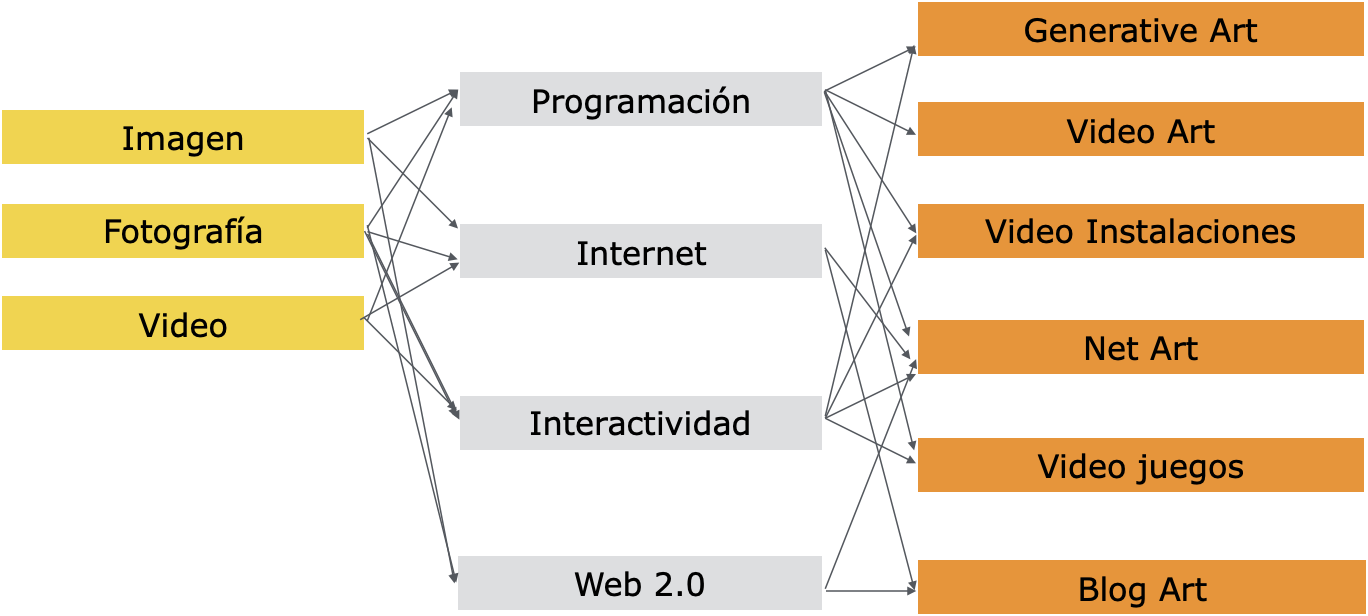 Imagen
Fotografía
Video
Programación
Internet
Interactividad
Web 2.0
Generative Art
Video Art
Video Instalaciones
Net Art
Video juegos
Blog Art